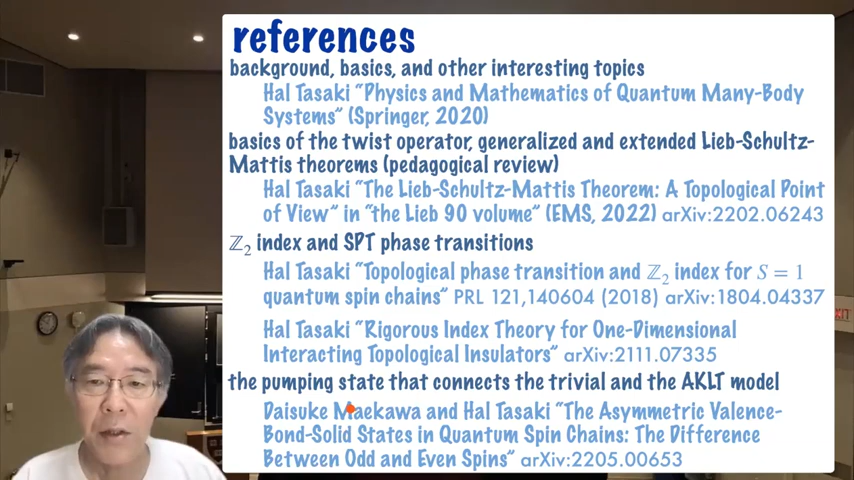 references
background, basics, and other interesting topics
Hal Tasaki “Physics and Mathematics of Quantum Many-Body
Systems” (Springer, 2020)
basics of the twist operator, generalized and extended Lieb-Schultz-
Mattis theorems (pedagogical review)
Hal Tasaki “The Lieb-Schultz-Mattis Theorem: A Topological Point
of View” in “the Lieb 90 volume” (EMS, 2022) arXiv:2202.06243
ℤ₂ index and SPT phase transitions
Hal Tasaki “Topological phase transition and ℤ₂ index for S = 1
quantum spin chains” PRL 121,140604 (2018) arXiv:1804.04337
Hal Tasaki “Rigorous Index Theory for One-Dimensional
Interacting Topological Insulators” arXiv:2111.07335
the pumping state that connects the trivial and the AKLT model
Daisuke Maekawa and Hal Tasaki “The Asymmetric Valence-
Bond-Solid States in Quantum Spin Chains: The Difference
Between Odd and Even Spins” arXiv:2205.00653